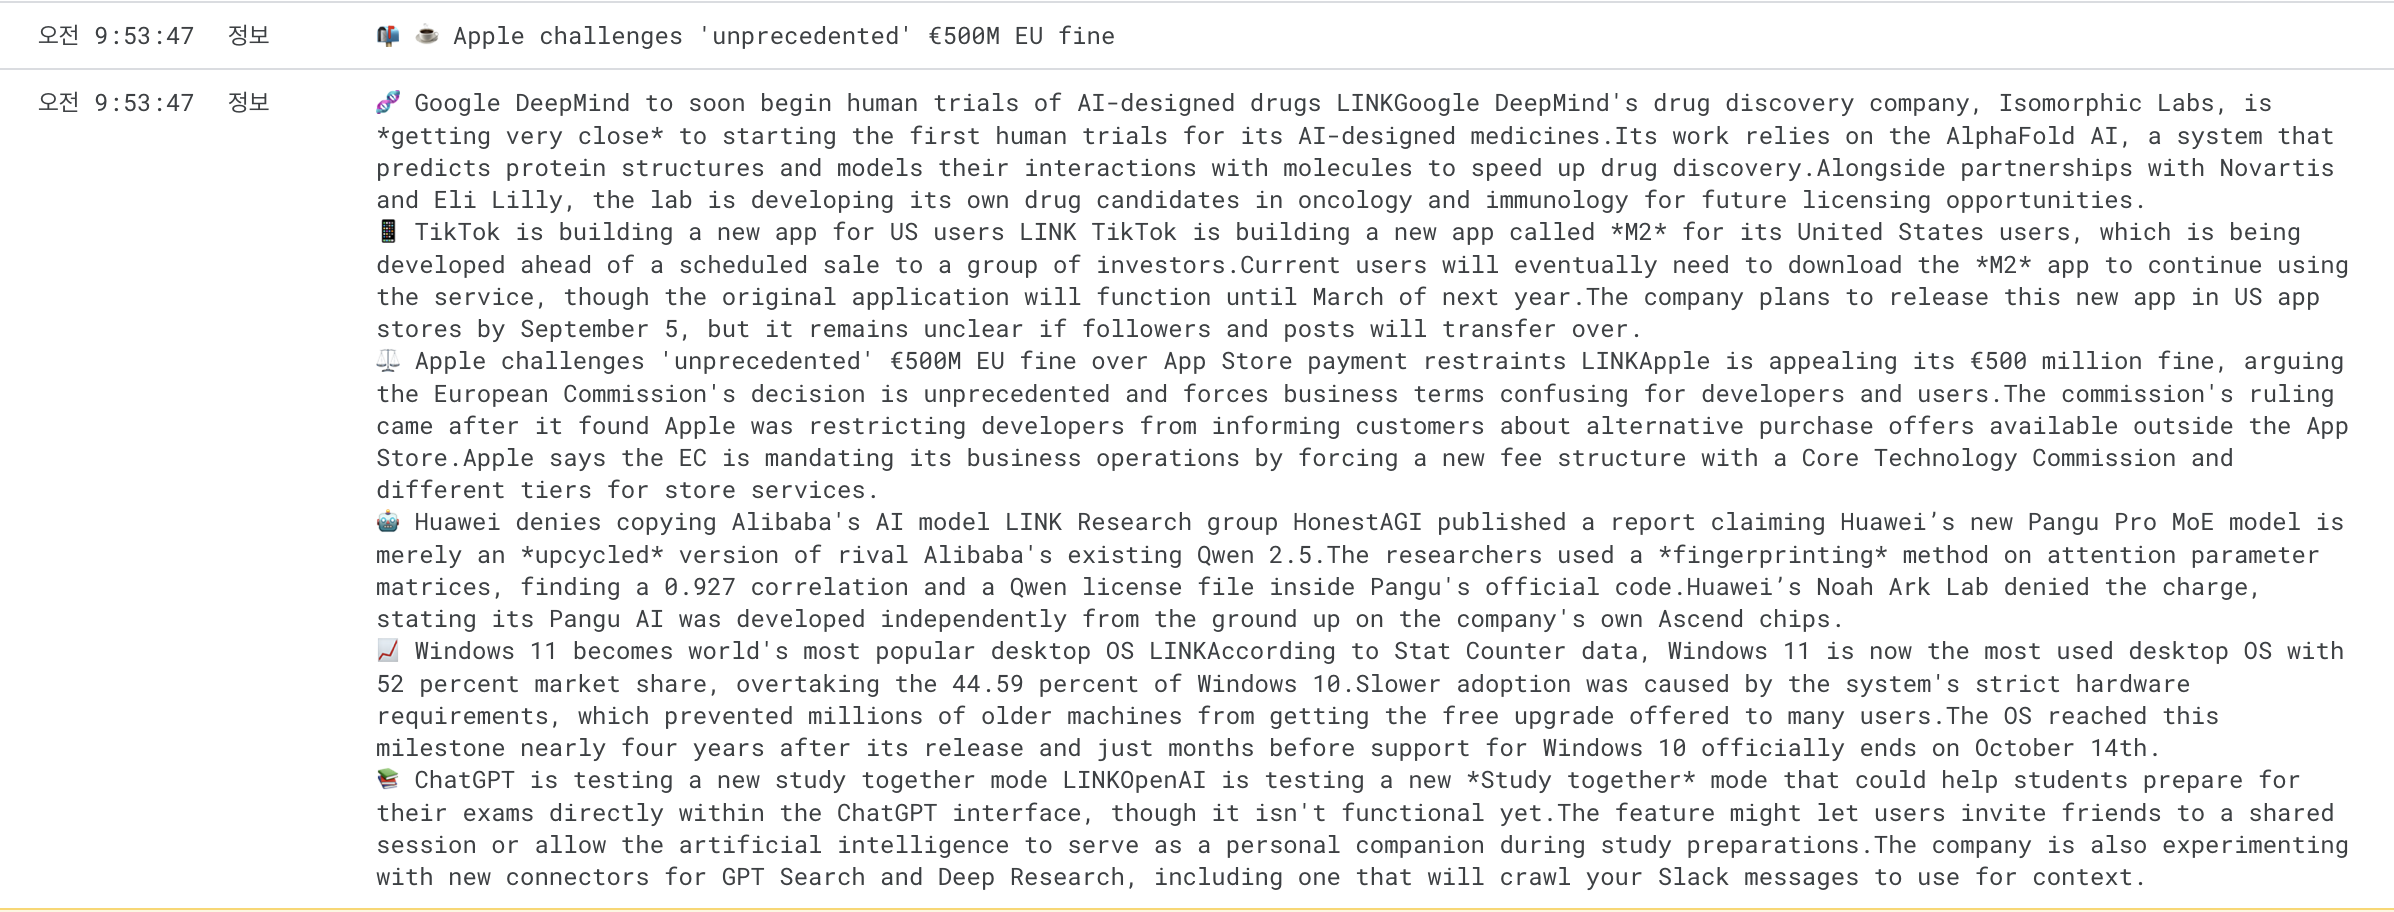 오전 9:53:47 정보 📬 ☕ Apple challenges 'unprecedented' €500M EU fine
오전 9:53:47 정보 🧬 Google DeepMind to soon begin human trials of AI-designed drugs LINKGoogle DeepMind's drug discovery company, Isomorphic Labs, is
*getting very close* to starting the first human trials for its AI-designed medicines.Its work relies on the AlphaFold AI, a system that
predicts protein structures and models their interactions with molecules to speed up drug discovery.Alongside partnerships with Novartis
and Eli Lilly, the lab is developing its own drug candidates in oncology and immunology for future licensing opportunities.
📱 TikTok is building a new app for US users LINK TikTok is building a new app called *M2* for its United States users, which is being
developed ahead of a scheduled sale to a group of investors.Current users will eventually need to download the *M2* app to continue using
the service, though the original application will function until March of next year.The company plans to release this new app in US app
stores by September 5, but it remains unclear if followers and posts will transfer over.
⚖️ Apple challenges 'unprecedented' €500M EU fine over App Store payment restraints LINKApple is appealing its €500 million fine, arguing
the European Commission's decision is unprecedented and forces business terms confusing for developers and users.The commission's ruling
came after it found Apple was restricting developers from informing customers about alternative purchase offers available outside the App
Store.Apple says the EC is mandating its business operations by forcing a new fee structure with a Core Technology Commission and
different tiers for store services.
🤖 Huawei denies copying Alibaba's AI model LINK Research group HonestAGI published a report claiming Huawei’s new Pangu Pro MoE model is
merely an *upcycled* version of rival Alibaba's existing Qwen 2.5.The researchers used a *fingerprinting* method on attention parameter
matrices, finding a 0.927 correlation and a Qwen license file inside Pangu's official code.Huawei’s Noah Ark Lab denied the charge,
stating its Pangu AI was developed independently from the ground up on the company's own Ascend chips.
📈 Windows 11 becomes world's most popular desktop OS LINKAccording to Stat Counter data, Windows 11 is now the most used desktop OS with
52 percent market share, overtaking the 44.59 percent of Windows 10.Slower adoption was caused by the system's strict hardware
requirements, which prevented millions of older machines from getting the free upgrade offered to many users.The OS reached this
milestone nearly four years after its release and just months before support for Windows 10 officially ends on October 14th.
📚 ChatGPT is testing a new study together mode LINKOpenAI is testing a new *Study together* mode that could help students prepare for
their exams directly within the ChatGPT interface, though it isn't functional yet.The feature might let users invite friends to a shared
session or allow the artificial intelligence to serve as a personal companion during study preparations.The company is also experimenting
with new connectors for GPT Search and Deep Research, including one that will crawl your Slack messages to use for context.